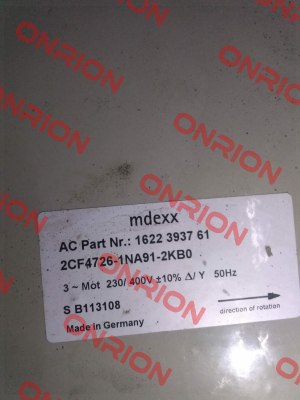 ONRION
ONRION
ONRION
ONRION
mdexx
AC Part Nr.: 1622 3937 61
2CF4726-1NA91-2KB0
3 ~ Mot 230/ 400V ±10% Δ/ Y 50Hz
S B113108
direction of rotation
Made in Germany
ONRION
ONRION
ONRION
ONRION